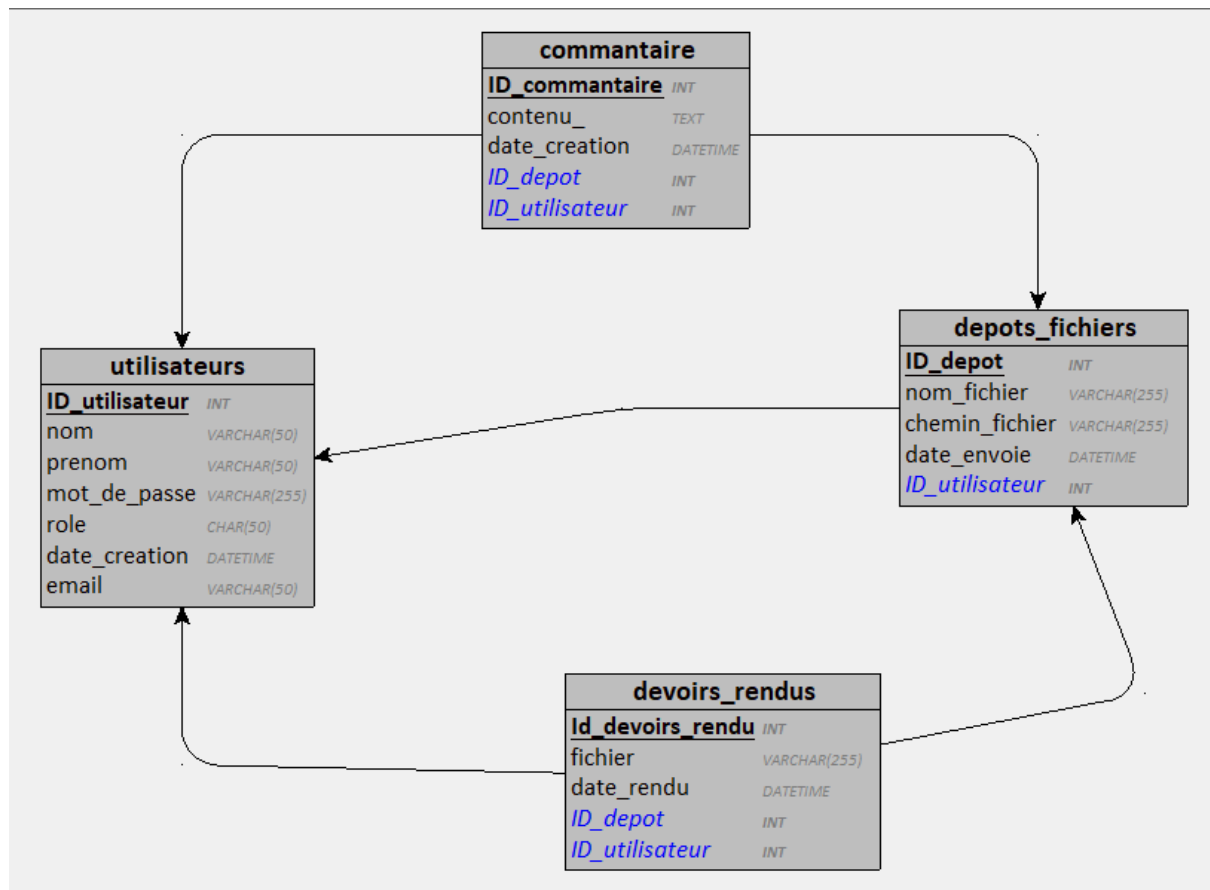 commantaire
ID_commantaire INT
contenu_ TEXT
date_creation DATETIME
ID_depot INT
ID_utilisateur INT
utilisateurs
ID_utilisateur INT
nom VARCHAR(50)
prenom VARCHAR(50)
mot_de_passe VARCHAR(255)
role CHAR(50)
date_creation DATETIME
email VARCHAR(50)
depots_fichiers
ID_depot INT
nom_fichier VARCHAR(255)
chemin_fichier VARCHAR(255)
date_envoie DATETIME
ID_utilisateur INT
devoirs_rendus
Id_devoirs_rendu INT
fichier VARCHAR(255)
date_rendu DATETIME
ID_depot INT
ID_utilisateur INT